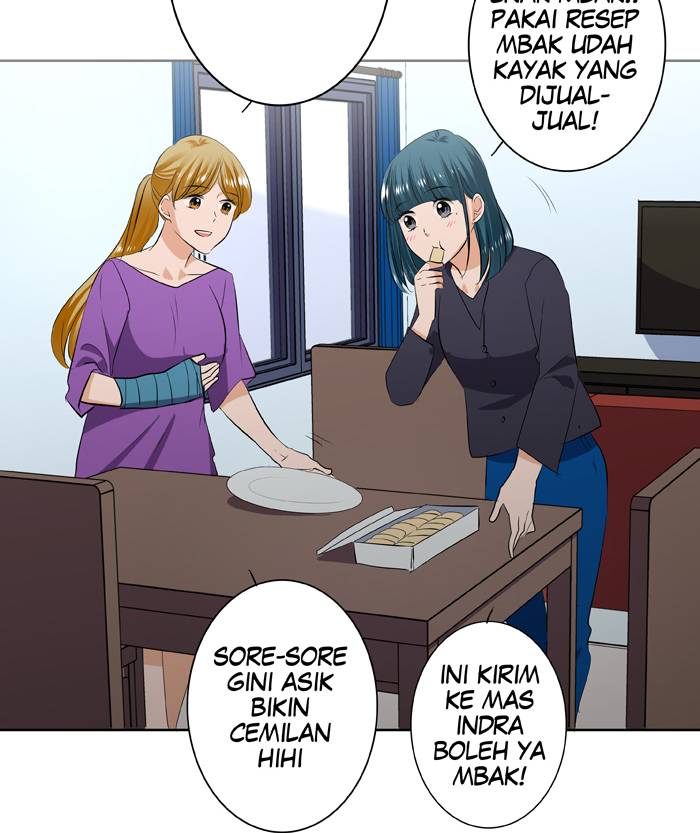 PAKAI RESEP
MBAK UDAH
KAYAK YANG
DIJUAL-
JUAL!
SORE-SORE
GINI ASIK
BIKIN
CEMILAN
HIHI
INI KIRIM
KE MAS
INDRA
BOLEH YA
MBAK!